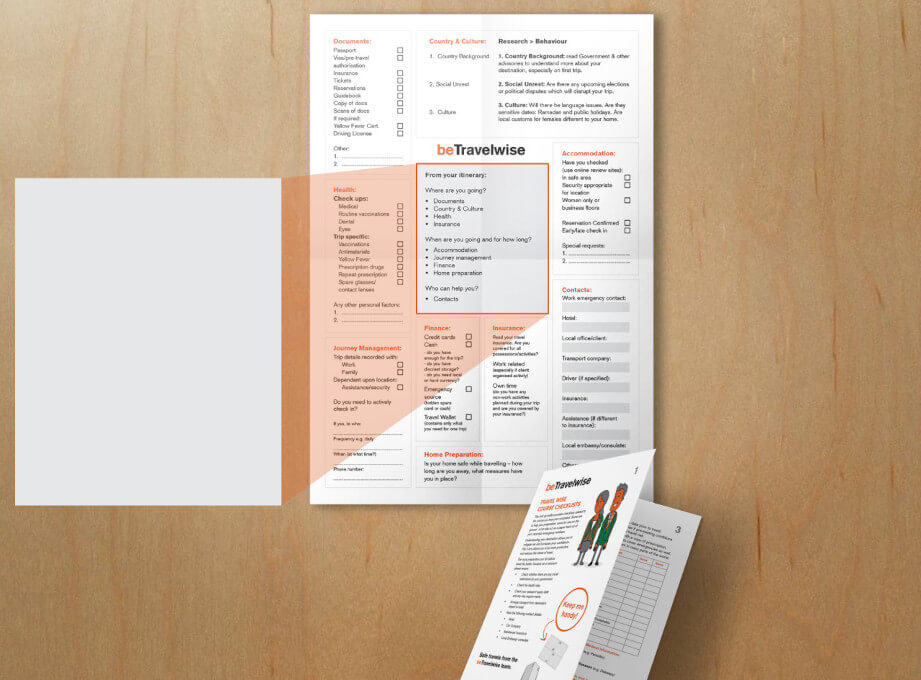 Documents:
Passport
Visa/pre-travel
authorisation
Insurance
Tickets
Reservations
Guidebook
Copy of docs
Scans of docs
If required:
Yellow Fever Cert.
Driving License
Other:
1.
2.
Health:
Check ups:
Medical
Routine vaccinations
Dental
Eyes
Trip specific:
Vaccinations
Antimalarials
Yellow Fever
Prescription drugs
Repeat prescription
Spare glasses/
contact lenses
Any other personal factors:
1.
2.
Journey Management:
Trip details recorded with:
Work
Family
Dependent upon location:
Assistance/security
Do you need to actively
check in?
If yes, to who:
Frequency e.g. daily
When (at what time?)
Phone number:
Country & Culture:
1. Country Background
2. Social Unrest
3. Culture
Research > Behaviour
1. Country Background: read Government & other
advisories to understand more about your
destination, especially on first trip.
2. Social Unrest: Are there any upcoming elections
or political disputes which will disrupt your trip.
3. Culture: Will there be language issues. Are they
sensitive dates: Ramadan and public holidays. Are
local customs for females different to your home.
beTravelwise
From your itinerary:
Where are you going?
• Documents
• Country & Culture
• Health
• Insurance
When are you going and for how long?
• Accommodation
• Journey management
• Finance
• Home preparation
Who can help you?
• Contacts
Finance:
Credit cards
Cash
- do you have
enough for the trip?
- do you have
discreet storage?
- do you need local
or hard currency?
Emergency
source
(hidden spare
card or cash)
Travel Wallet
(contains only what
you need for one trip)
Insurance:
Read your travel
insurance. Are you
covered for all
possessions/activities?
Work related
(especially if client
organised activity)
Own time
(do you have any
non-work activities
planned during your trip
and are you covered by
your insurance?)
Home Preparation:
Is your home safe while travelling – how
long are you away, what measures have
you in place?
Accommodation:
Have you checked
(use online review sites):
In safe area
Security appropriate
for location
Women only or
business floors
Reservation Confirmed
Early/late check in
Special requests:
1.
2.
Contacts:
Work emergency contact:
Hotel:
Local office/client:
Transport company:
Driver (if specified):
Insurance:
Assistance (if different
to insurance):
Local embassy/consulate:
1
beTravelwise
TRAVEL WISE
COURSE CHECKLISTS
Keep me
handy!
Safe travels from the
beTravelwise team.
3